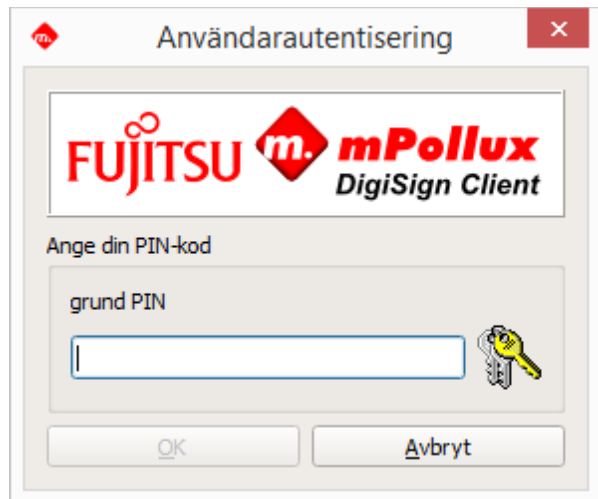 m.
Användarautentisering
FUJITSU m. mPollux
DigiSign Client
Ange din PIN-kod
grund PIN
OK
Avbryt